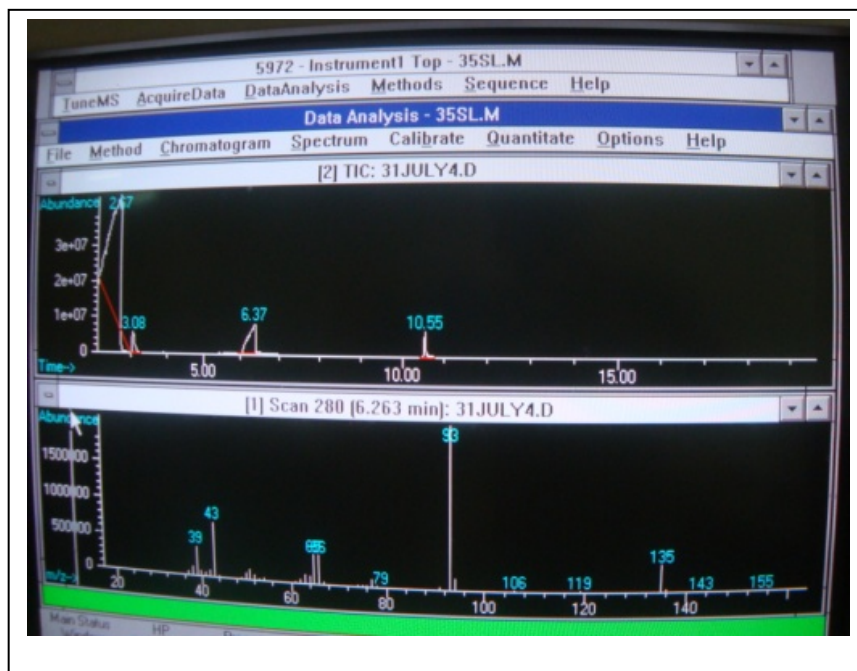 5972 - Instrument1 Top - 35SL.M
TuneMS AcquireData DataAnalysis Methods Sequence Help
Data Analysis - 35SL.M
File Method Chromatogram Spectrum Calibrate Quantitate Options Help
[2] TIC: 31JULY4.D
Abundance 2.67
3e+07
2e+07
1e+07 3.08 6.37 10.55
0
Time-> 5.00 10.00 15.00
[1] Scan 280 (6.263 min): 31JULY4.D
Abundance 93
1500000
1000000
500000 39 43 65 66 135
0 79 106 119 143 155
m/z-> 20 40 60 80 100 120 140
Main Status HP